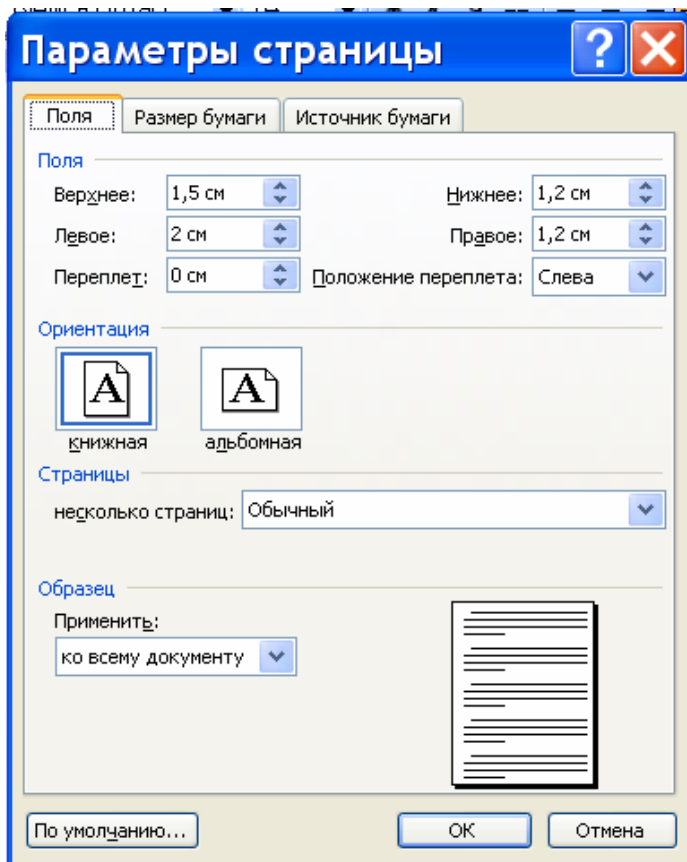 Параметры страницы
Поля Размер бумаги Источник бумаги
Поля
Верхнее: 1,5 см Нижнее: 1,2 см
Левое: 2 см Правое: 1,2 см
Переплет: 0 см Положение переплета: Слева
Ориентация
A A
книжная альбомная
Страницы
несколько страниц: Обычный
Образец
Применить:
ко всему документу
По умолчанию... ОК Отмена